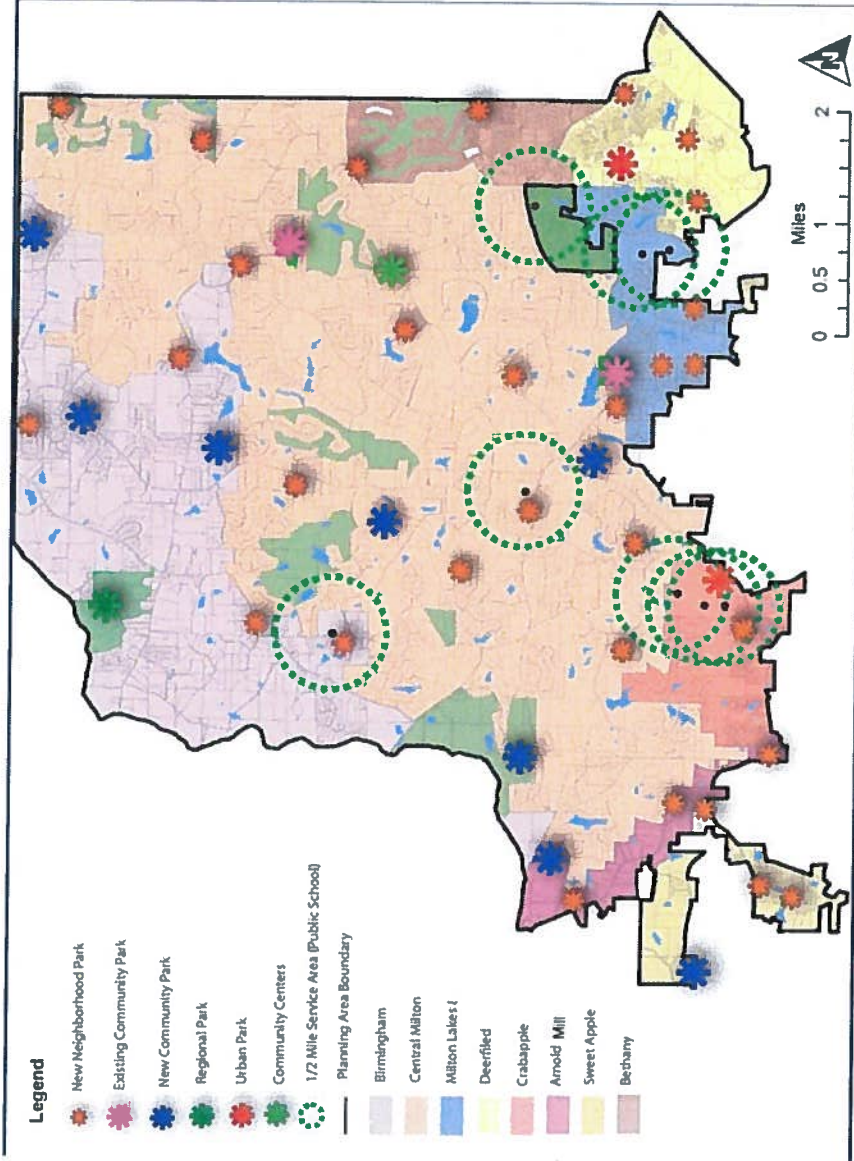 Legend
New Neighborhood Park
Existing Community Park
New Community Park
Regional Park
Urban Park
Community Centers
1/2 Mile Service Area (Public School)
Planning Area Boundary
Birmingham
Central Milton
Milton Lakes (
Deerfiled
Crabapple
Arnold Mill
Sweet Apple
Bethany
N
0 0.5 1 2
Miles